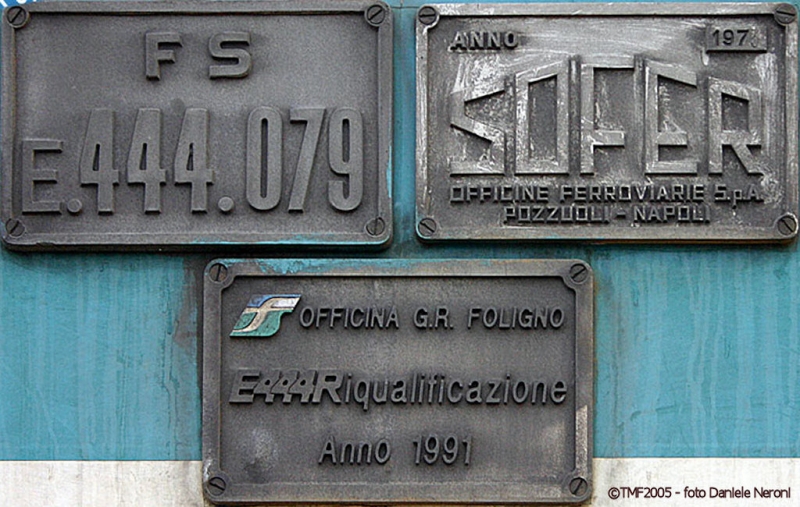 FS
E.444.079
ANNO 197
SOFER
OFFICINE FERROVIARIE S.p.A.
POZZUOLI - NAPOLI
OFFICINA G.R. FOLIGNO
E444Riqualificazione
Anno 1991
©TMF2005 - foto Daniele Neroni